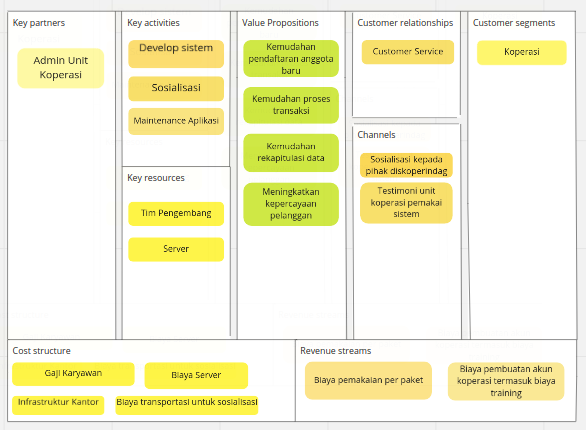 Key partners
Admin Unit
Koperasi
Key activities
Develop sistem
Sosialisasi
Maintenance Aplikasi
Key resources
Tim Pengembang
Server
Value Propositions
Kemudahan
pendaftaran anggota
baru
Kemudahan proses
transaksi
Kemudahan
rekapitulasi data
Meningkatkan
kepercayaan
pelanggan
Customer relationships
Customer Service
Channels
Sosialisasi kepada
pihak diskoperindag
Testimoni unit
koperasi pemakai
sistem
Customer segments
Koperasi
Cost structure
Gaji Karyawan
Biaya Server
Infrastruktur Kantor
Biaya transportasi untuk sosialisasi
Revenue streams
Biaya pemakaian per paket
Biaya pembuatan akun
koperasi termasuk biaya
training